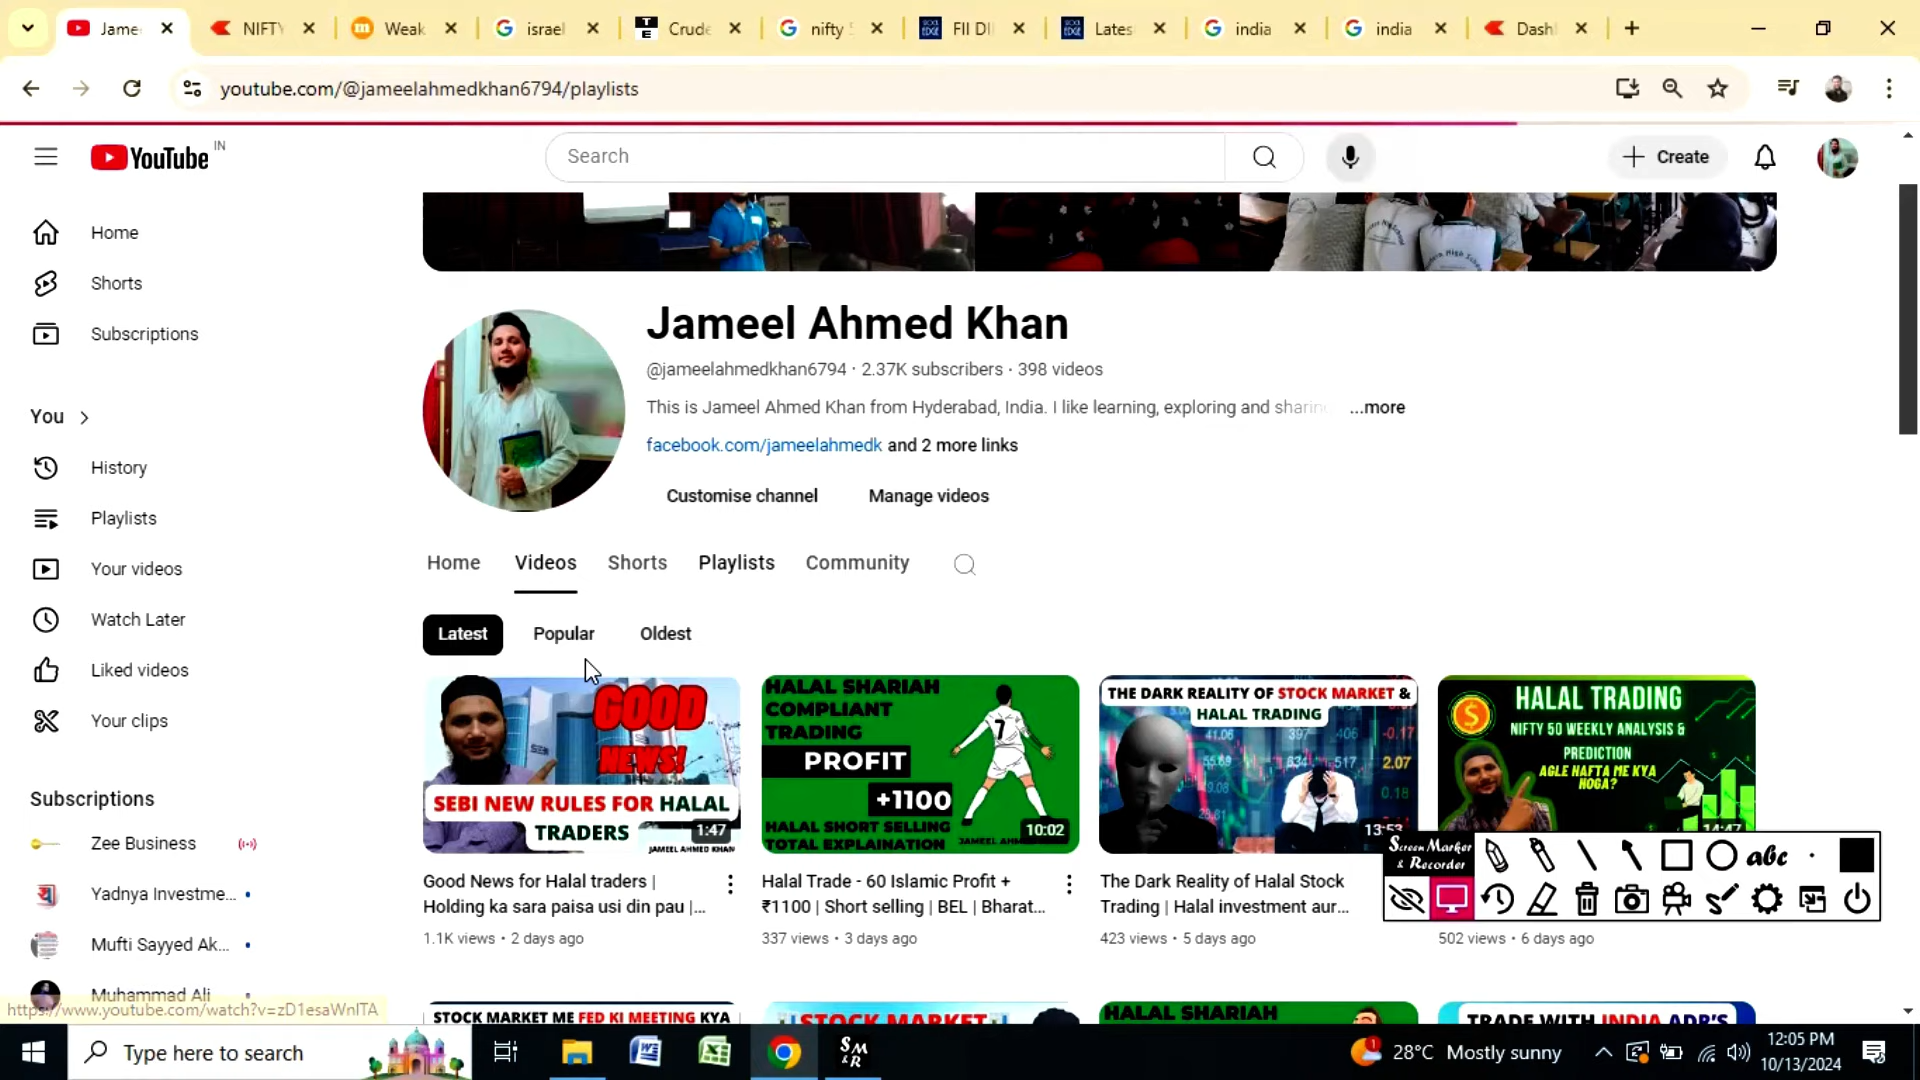 Jame
NIFTY
Weak
israel
Crude
nifty 5
FII DI
Lates
india
india
Dashl
youtube.com/@jameelahmedkhan6794/playlists
YouTube IN
Search
Create
Home
Shorts
Subscriptions
You
History
Playlists
Your videos
Watch Later
Liked videos
Your clips
Subscriptions
Zee Business
Yadnya Investme...
Mufti Sayyed Ak...
Muhammad Ali
https://www.youtube.com/watch?v=zD1esaWnITA
Jameel Ahmed Khan
@jameelahmedkhan6794 · 2.37K subscribers · 398 videos
This is Jameel Ahmed Khan from Hyderabad, India. I like learning, exploring and sharing ...more
facebook.com/jameelahmedk and 2 more links
Customise channel
Manage videos
Home
Videos
Shorts
Playlists
Community
Latest
Popular
Oldest
GOOD
NEWS!
SEBI NEW RULES FOR HALAL
TRADERS
1:47
JAMEEL AHMED KHAN
Good News for Halal traders |
Holding ka sara paisa usi din pau |...
1.1K views · 2 days ago
HALAL SHARIAH
COMPLIANT
TRADING
PROFIT
+1100
HALAL SHORT SELLING
TOTAL EXPLAINATION
7
10:02
Halal Trade - 60 Islamic Profit +
₹1100 | Short selling | BEL | Bharat...
337 views · 3 days ago
THE DARK REALITY OF STOCK MARKET &
HALAL TRADING
13:53
The Dark Reality of Halal Stock
Trading | Halal investment aur...
423 views · 5 days ago
HALAL TRADING
NIFTY 50 WEEKLY ANALYSIS &
PREDICTION
AGLE HAFTA ME KYA
HOGA?
14:47
502 views · 6 days ago
Screen Marker
& Recorder
abc
STOCK MARKET ME FED KI MEETING KYA
STOCK MARKET
HALAL SHARIAH
TRADE WITH INDIA ADR'S
Type here to search
28°C Mostly sunny
12:05 PM
10/13/2024